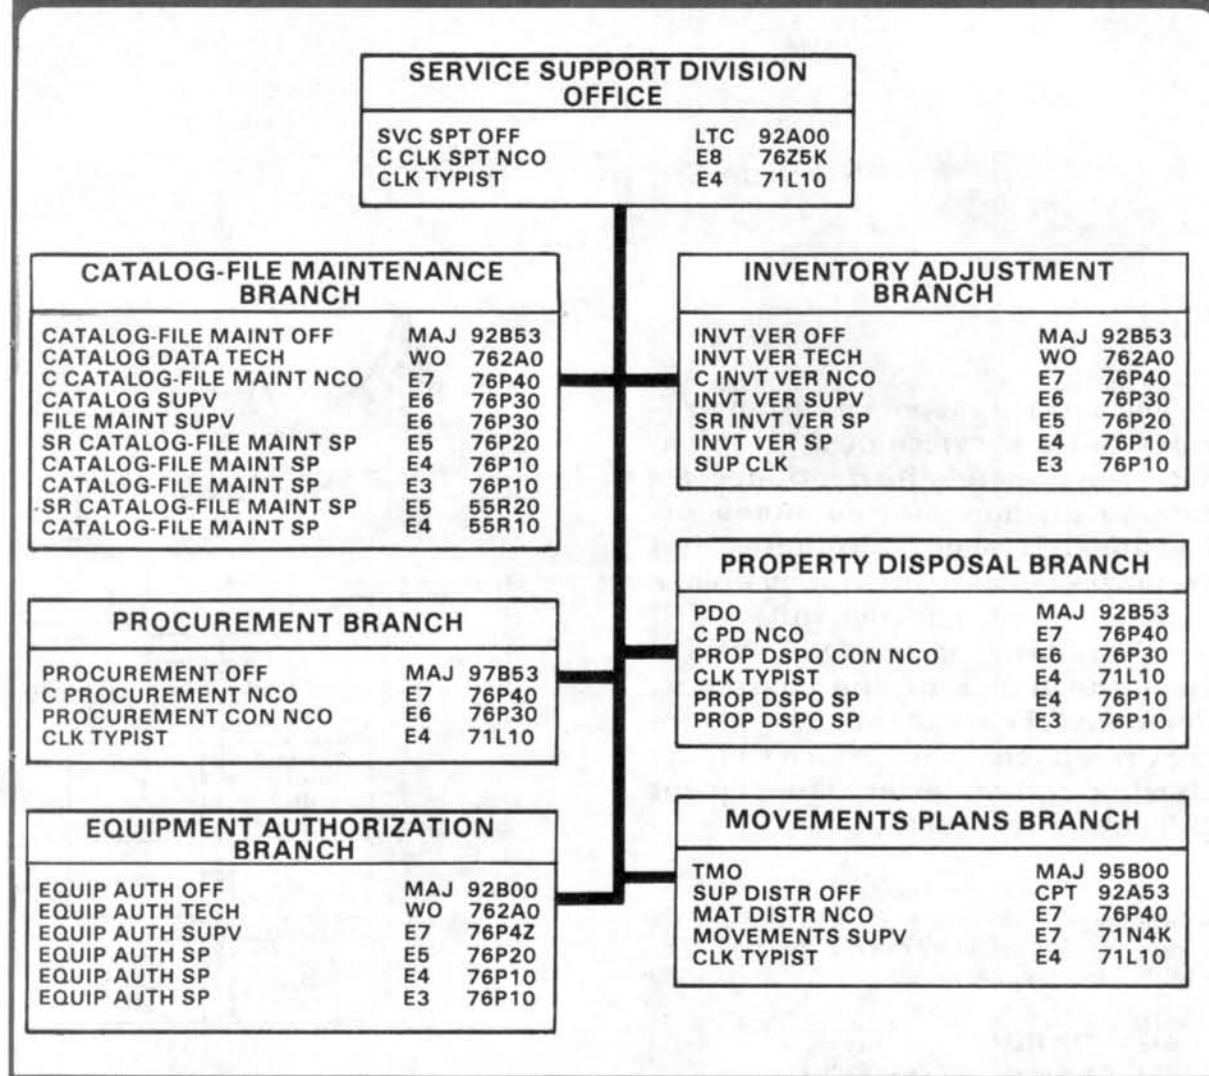 SERVICE SUPPORT DIVISION
OFFICE
SVC SPT OFF LTC 92A00
C CLK SPT NCO E8 76Z5K
CLK TYPIST E4 71L10
CATALOG-FILE MAINTENANCE
BRANCH
CATALOG-FILE MAINT OFF MAJ 92B53
CATALOG DATA TECH WO 762A0
C CATALOG-FILE MAINT NCO E7 76P40
CATALOG SUPV E6 76P30
FILE MAINT SUPV E6 76P30
SR CATALOG-FILE MAINT SP E5 76P20
CATALOG-FILE MAINT SP E4 76P10
CATALOG-FILE MAINT SP E3 76P10
SR CATALOG-FILE MAINT SP E5 55R20
CATALOG-FILE MAINT SP E4 55R10
INVENTORY ADJUSTMENT
BRANCH
INVT VER OFF MAJ 92B53
INVT VER TECH WO 762A0
C INVT VER NCO E7 76P40
INVT VER SUPV E6 76P30
SR INVT VER SP E5 76P20
INVT VER SP E4 76P10
SUP CLK E3 76P10
PROCUREMENT BRANCH
PROCUREMENT OFF MAJ 97B53
C PROCUREMENT NCO E7 76P40
PROCUREMENT CON NCO E6 76P30
CLK TYPIST E4 71L10
PROPERTY DISPOSAL BRANCH
PDO MAJ 92B53
C PD NCO E7 76P40
PROP DSPO CON NCO E6 76P30
CLK TYPIST E4 71L10
PROP DSPO SP E4 76P10
PROP DSPO SP E3 76P10
EQUIPMENT AUTHORIZATION
BRANCH
EQUIP AUTH OFF MAJ 92B00
EQUIP AUTH TECH WO 762A0
EQUIP AUTH SUPV E7 76P4Z
EQUIP AUTH SP E5 76P20
EQUIP AUTH SP E4 76P10
EQUIP AUTH SP E3 76P10
MOVEMENTS PLANS BRANCH
TMO MAJ 95B00
SUP DISTR OFF CPT 92A53
MAT DISTR NCO E7 76P40
MOVEMENTS SUPV E7 71N4K
CLK TYPIST E4 71L10